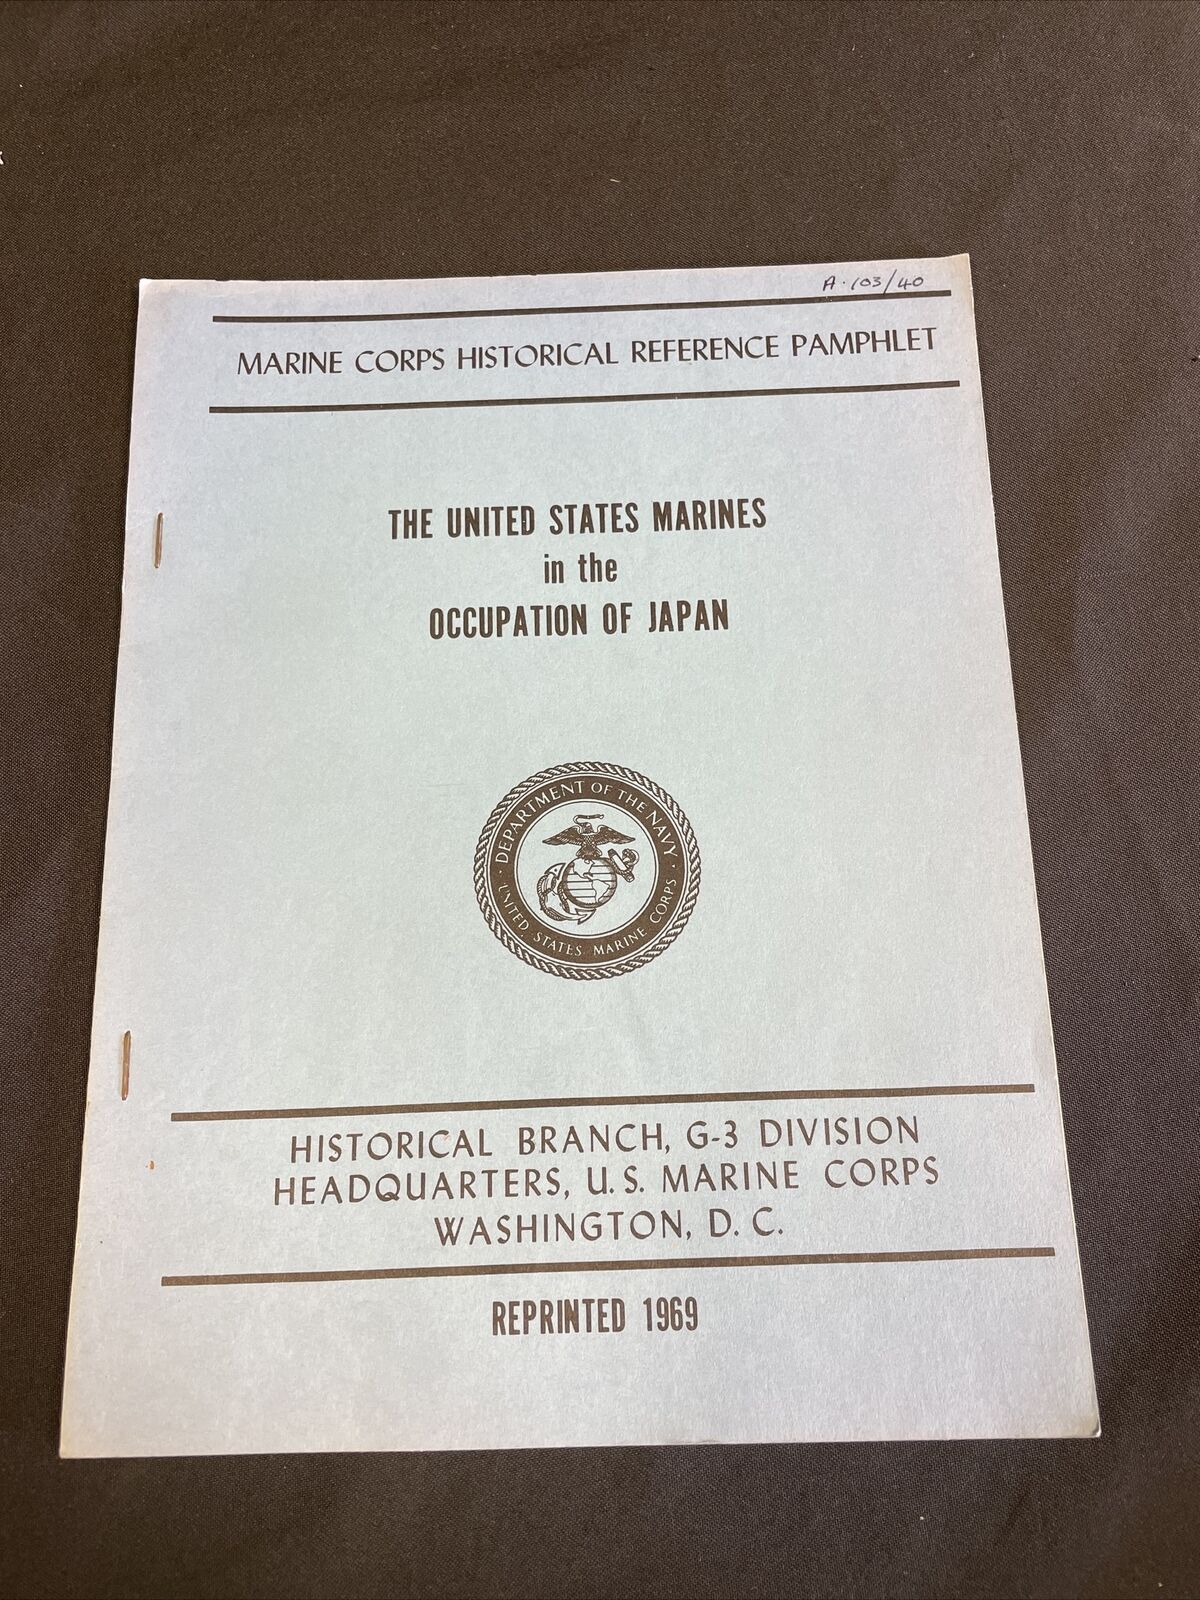 A·103/40
MARINE CORPS HISTORICAL REFERENCE PAMPHLET
THE UNITED STATES MARINES
in the
OCCUPATION OF JAPAN
DEPARTMENT OF THE NAVY
UNITED STATES MARINE CORPS
HISTORICAL BRANCH, G-3 DIVISION
HEADQUARTERS, U. S. MARINE CORPS
WASHINGTON, D. C.
REPRINTED 1969